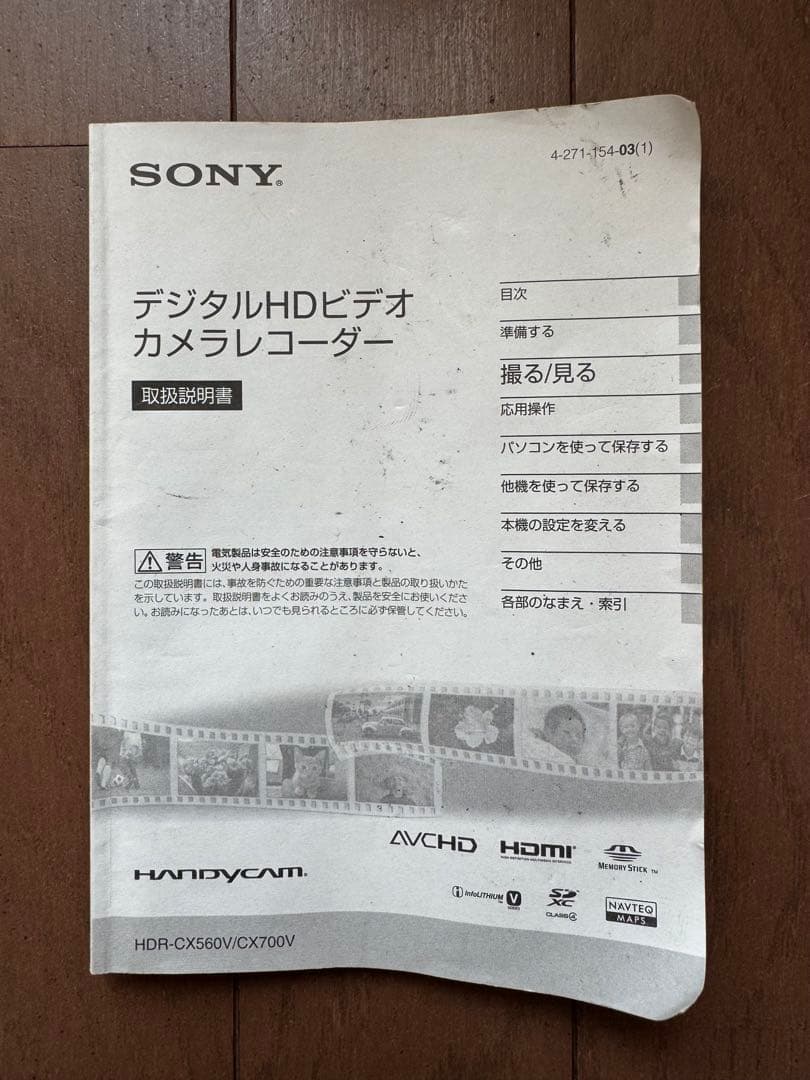 SONY®
4-271-154-03(1)
デジタルHDビデオ
カメラレコーダー
取扱説明書
目次
準備する
撮る/見る
応用操作
パソコンを使って保存する
他機を使って保存する
本機の設定を変える
その他
各部のなまえ・索引
警告
電気製品は安全のための注意事項を守らないと、
火災や人身事故になることがあります。
この取扱説明書には、事故を防ぐための重要な注意事項と製品の取り扱いかた
を示しています。取扱説明書をよくお読みのうえ、製品を安全にお使いくださ
い。お読みになったあとは、いつでも見られるところに必ず保管してください。
AVCHD
HDMI®
HIGH-DEFINITION MULTIMEDIA INTERFACE
MEMORY STICK ™
HANDYCAM®
InfoLITHIUM ™
V
SERIES
SD
XC
CLASS4
NAVTEQ
MAPS
HDR-CX560V/CX700V